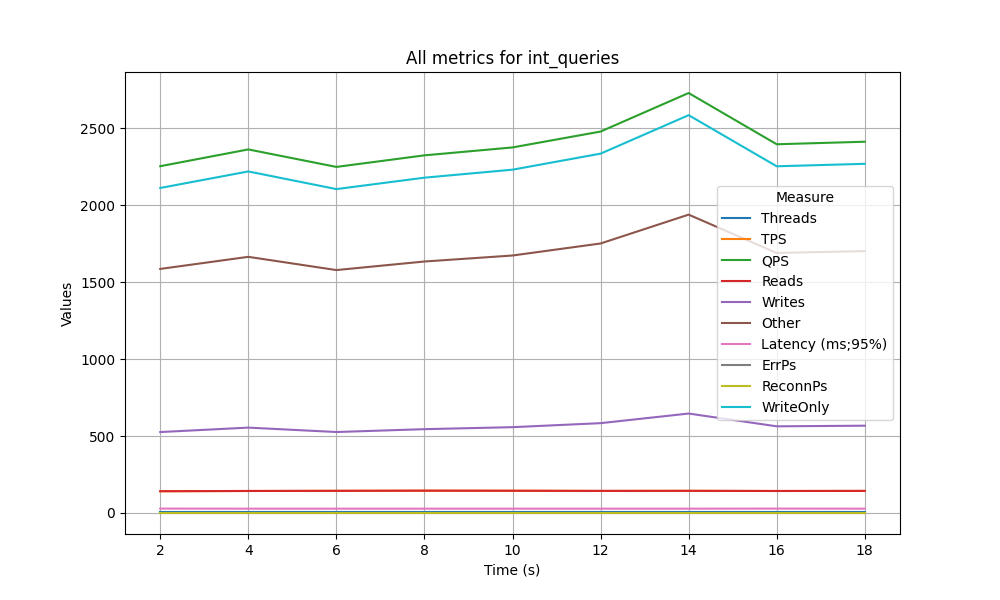 All metrics for int_queries
Values
2500
2000
1500
1000
500
0
Measure
Threads
TPS
QPS
Reads
Writes
Other
Latency (ms;95%)
ErrPs
ReconnPs
WriteOnly
2 4 6 8 10 12 14 16 18
Time (s)